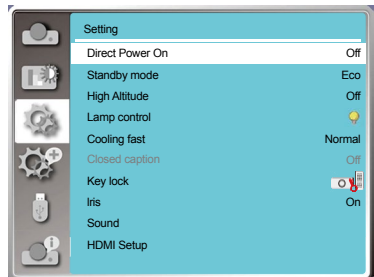 Setting
Direct Power On Off
Standby mode Eco
High Altitude Off
Lamp control
Cooling fast Normal
Closed caption Off
Key lock
Iris On
Sound
HDMI Setup